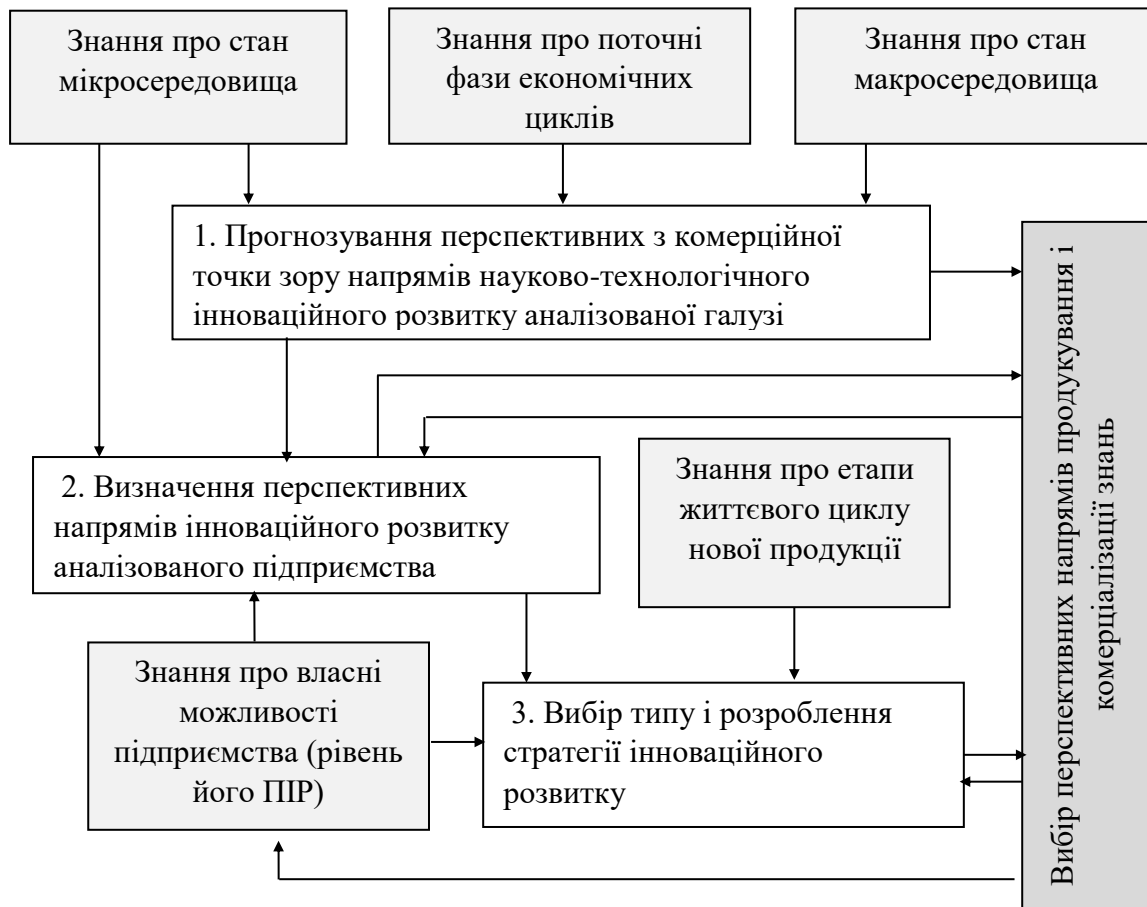 Знання про стан
мікросередовища
Знання про поточні
фази економічних
циклів
Знання про стан
макросередовища
1. Прогнозування перспективних з комерційної
точки зору напрямів науково-технологічного
інноваційного розвитку аналізованої галузі
2. Визначення перспективних
напрямів інноваційного розвитку
аналізованого підприємства
Знання про етапи
життєвого циклу
нової продукції
Знання про власні
можливості
підприємства (рівень
його ПІР)
3. Вибір типу і розроблення
стратегії інноваційного
розвитку
Вибір перспективних напрямів продукування і
комерціалізації знань